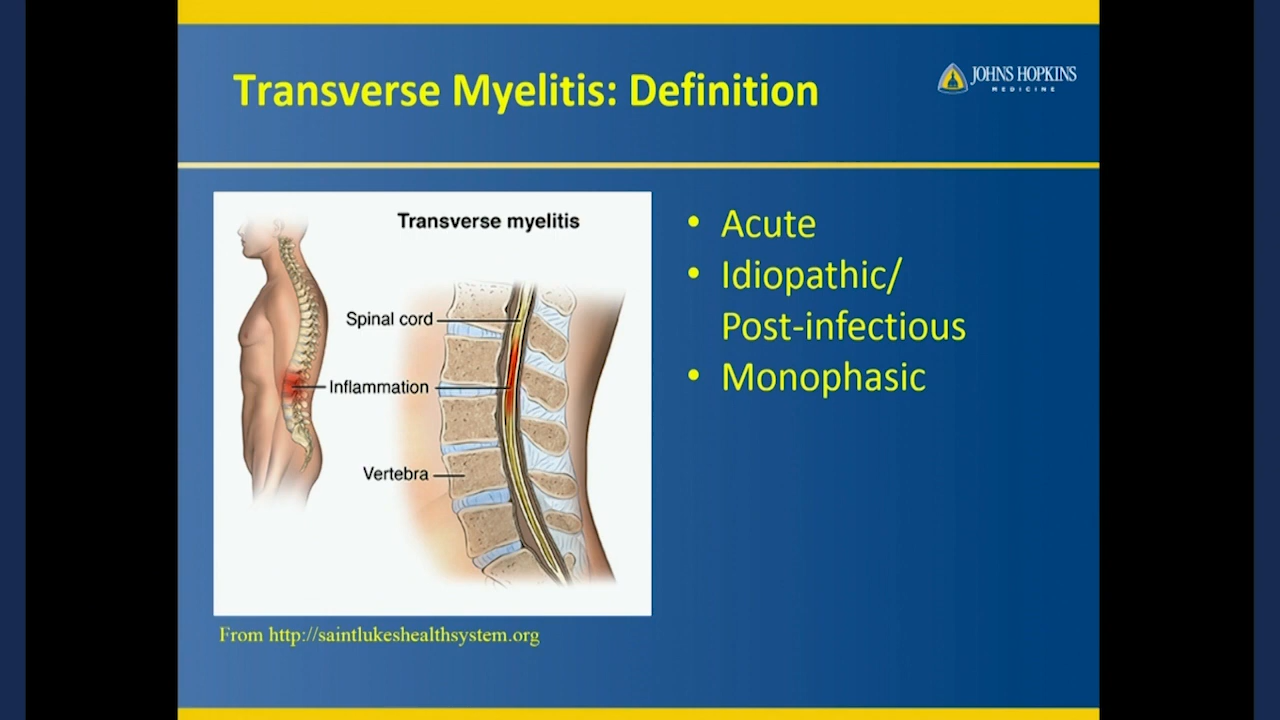 Transverse Myelitis: Definition
JOHNS HOPKINS
MEDICINE
Transverse myelitis
Spinal cord
Inflammation
Vertebra
From http://saintlukeshealthsystem.org
• Acute
• Idiopathic/
Post-infectious
• Monophasic